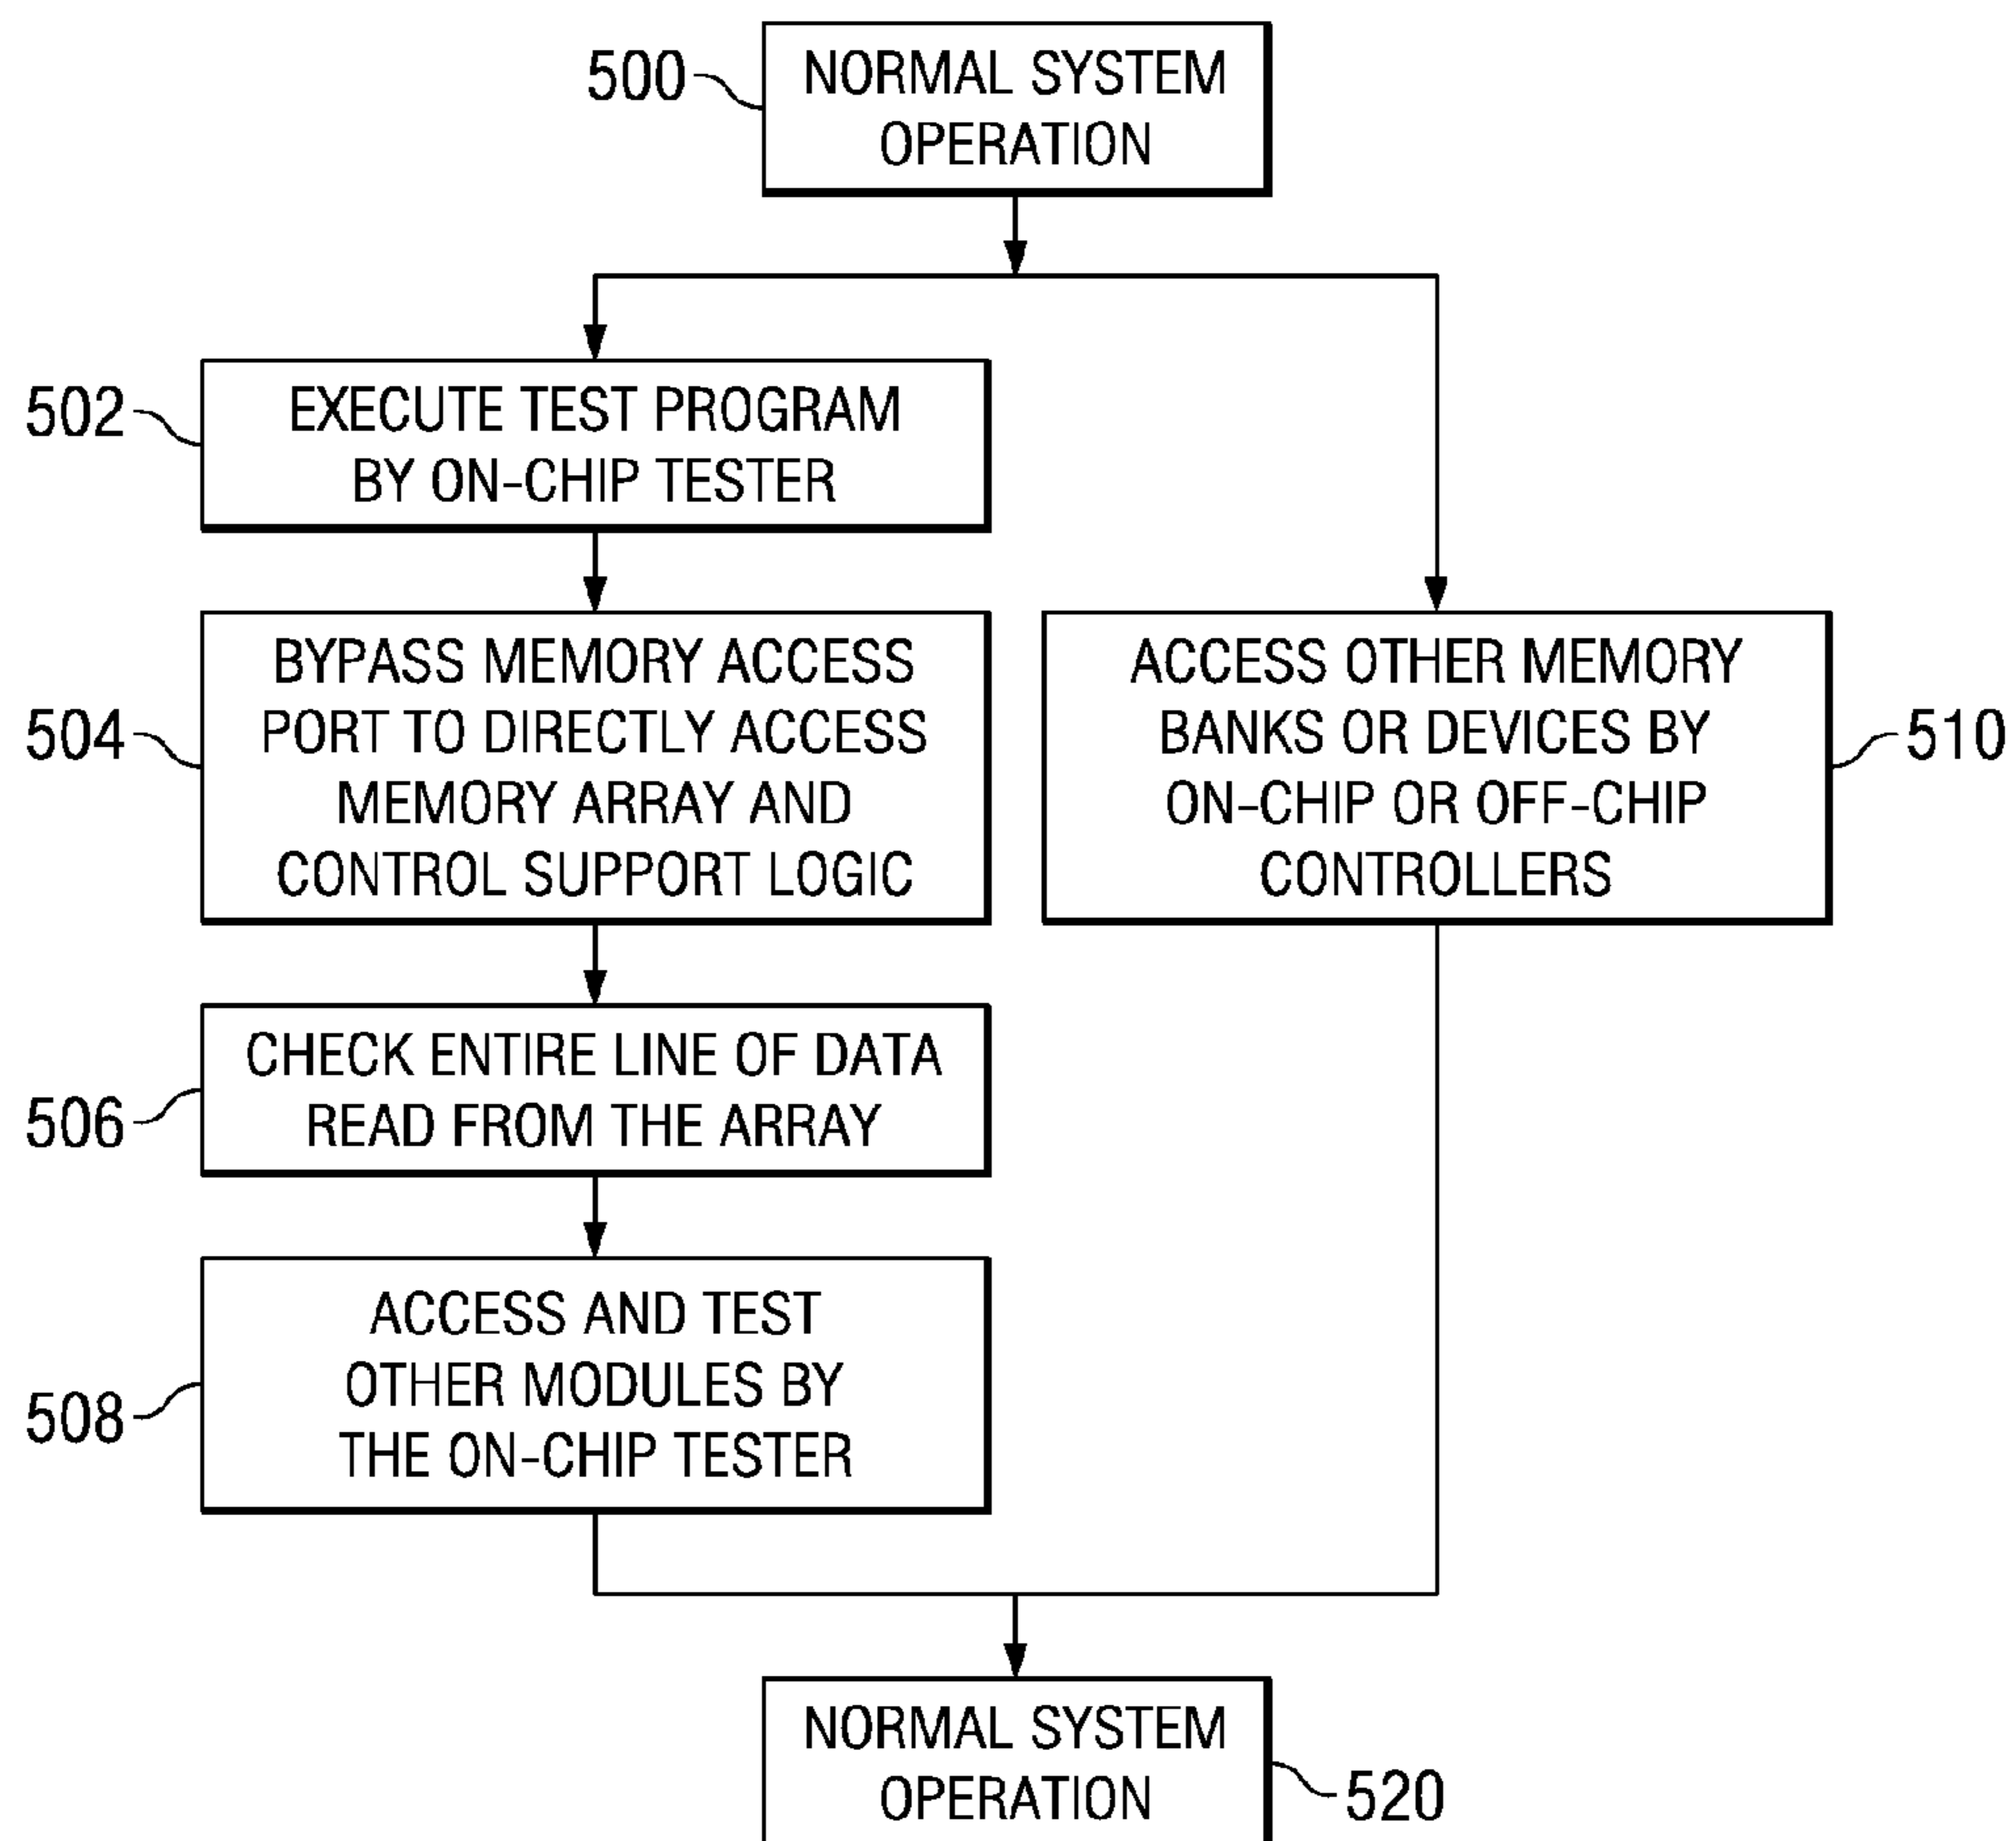 500
NORMAL SYSTEM
OPERATION
502
EXECUTE TEST PROGRAM
BY ON-CHIP TESTER
504
BYPASS MEMORY ACCESS
PORT TO DIRECTLY ACCESS
MEMORY ARRAY AND
CONTROL SUPPORT LOGIC
ACCESS OTHER MEMORY
BANKS OR DEVICES BY
ON-CHIP OR OFF-CHIP
CONTROLLERS
510
506
CHECK ENTIRE LINE OF DATA
READ FROM THE ARRAY
508
ACCESS AND TEST
OTHER MODULES BY
THE ON-CHIP TESTER
NORMAL SYSTEM
OPERATION
520